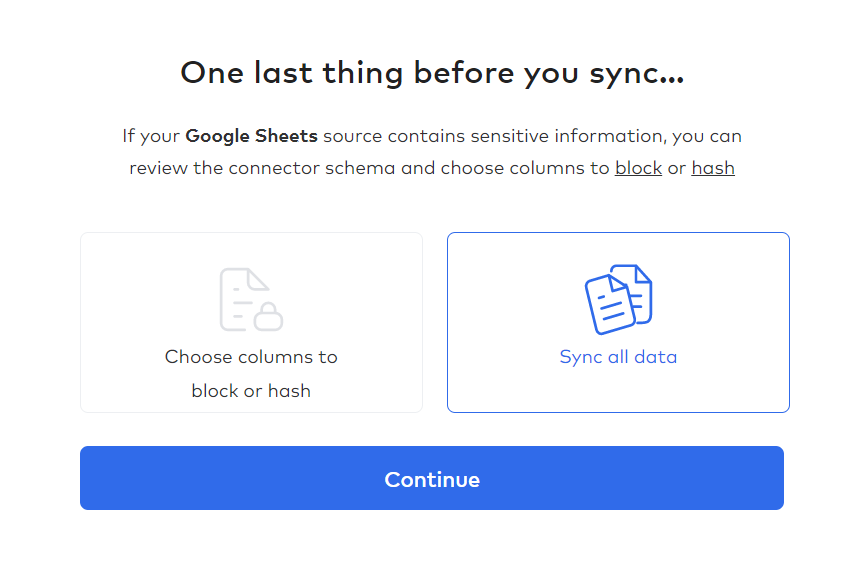 One last thing before you sync...
If your Google Sheets source contains sensitive information, you can
review the connector schema and choose columns to block or hash
Choose columns to
block or hash
Sync all data
Continue